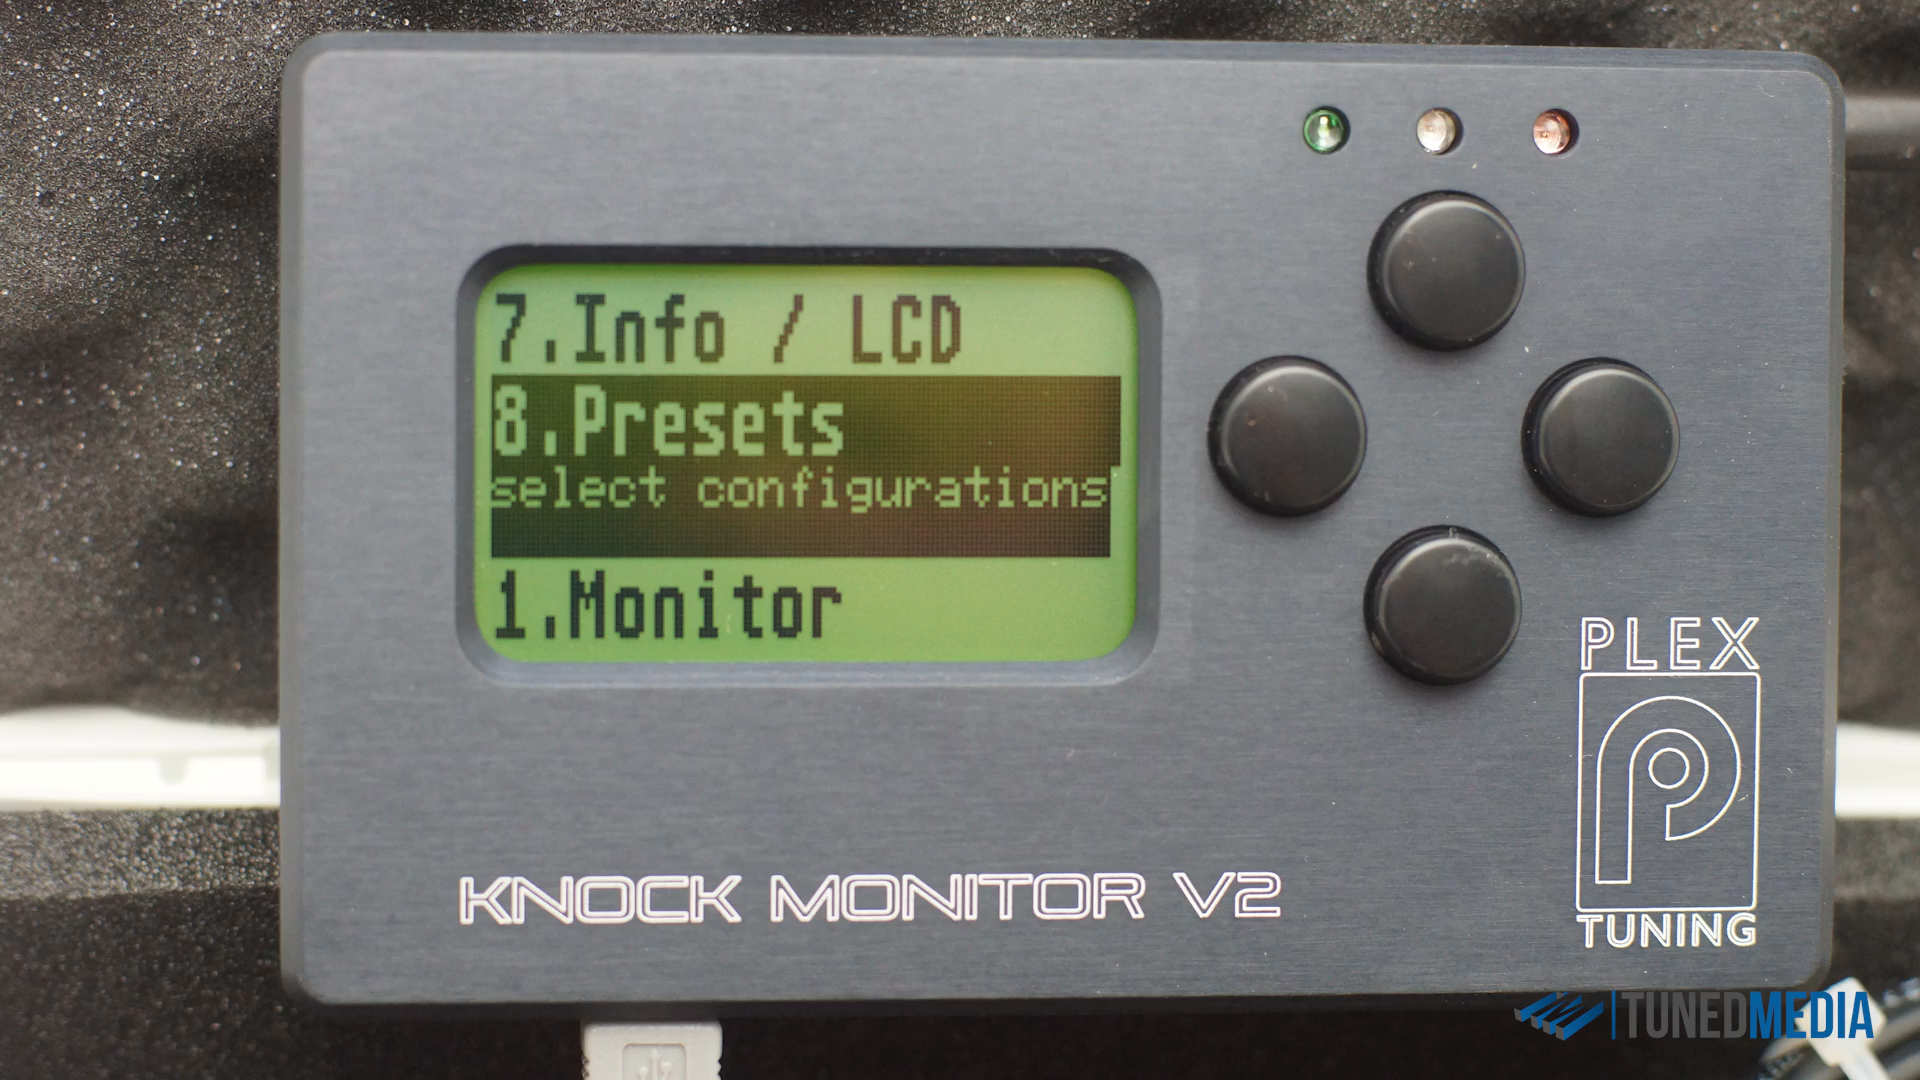 7.Info / LCD
8.Presets
select configurations
1.Monitor
PLEX
TUNING
KNOCK MONITOR V2
TUNEDMEDIA